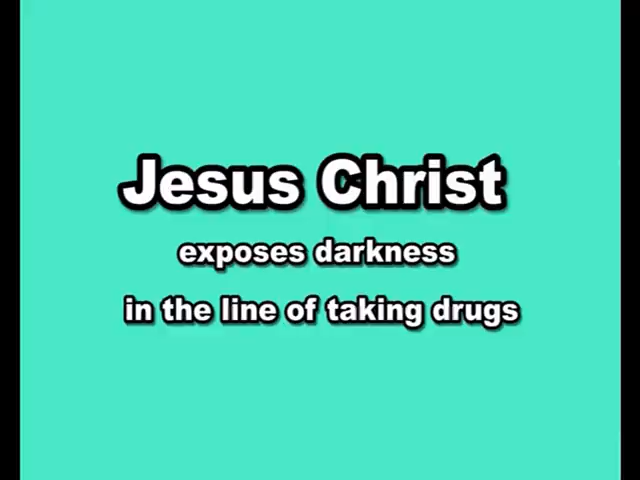 Jesus Christ
exposes darkness
in the line of taking drugs